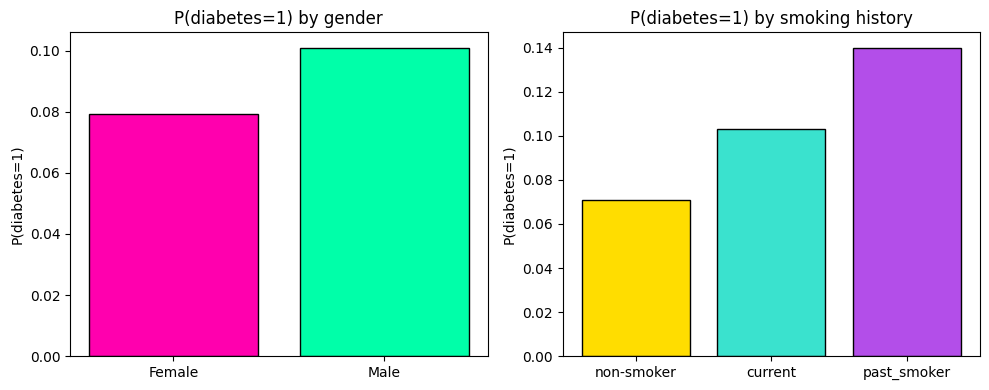 P(diabetes=1) by gender
P(diabetes=1)
0.10
0.08
0.06
0.04
0.02
0.00
Female Male
P(diabetes=1) by smoking history
P(diabetes=1)
0.14
0.12
0.10
0.08
0.06
0.04
0.02
0.00
non-smoker current past_smoker